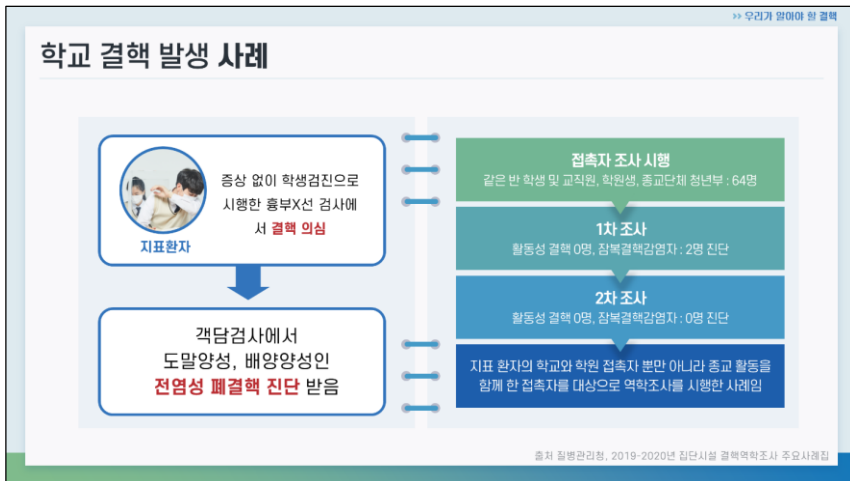 ›› 우리가 알아야 할 결핵
학교 결핵 발생 사례
증상 없이 학생검진으로
시행한 흉부X선 검사에
서 결핵 의심
지표환자
객담검사에서
도말양성, 배양양성인
전염성 폐결핵 진단 받음
접촉자 조사 시행
같은 반 학생 및 교직원, 학원생, 종교단체 청년부 : 64명
1차 조사
활동성 결핵 0명, 잠복결핵감염자 : 2명 진단
2차 조사
활동성 결핵 0명, 잠복결핵감염자 : 0명 진단
지표 환자의 학교와 학원 접촉자 뿐만 아니라 종교 활동을
함께 한 접촉자를 대상으로 역학조사를 시행한 사례임
출처 질병관리청, 2019-2020년 집단시설 결핵역학조사 주요사례집